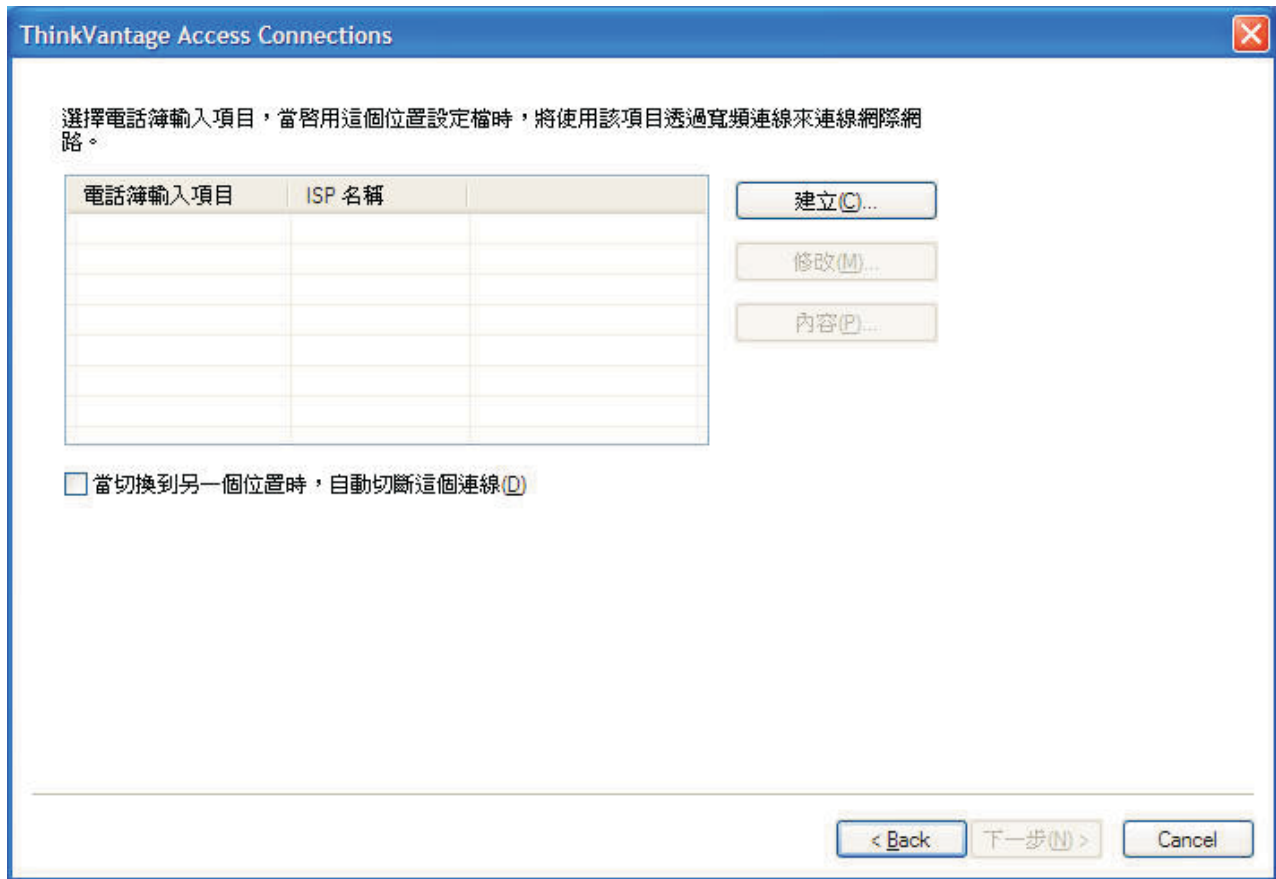 ThinkVantage Access Connections
選擇電話簿輸入項目，當啓用這個位置設定檔時，將使用該項目透過寬頻連線來連線網際網
路。
電話簿輸入項目 ISP 名稱
建立(C)...
修改(M)...
內容(P)...
當切換到另一個位置時，自動切斷這個連線(D)
< Back 下一步(N) > Cancel